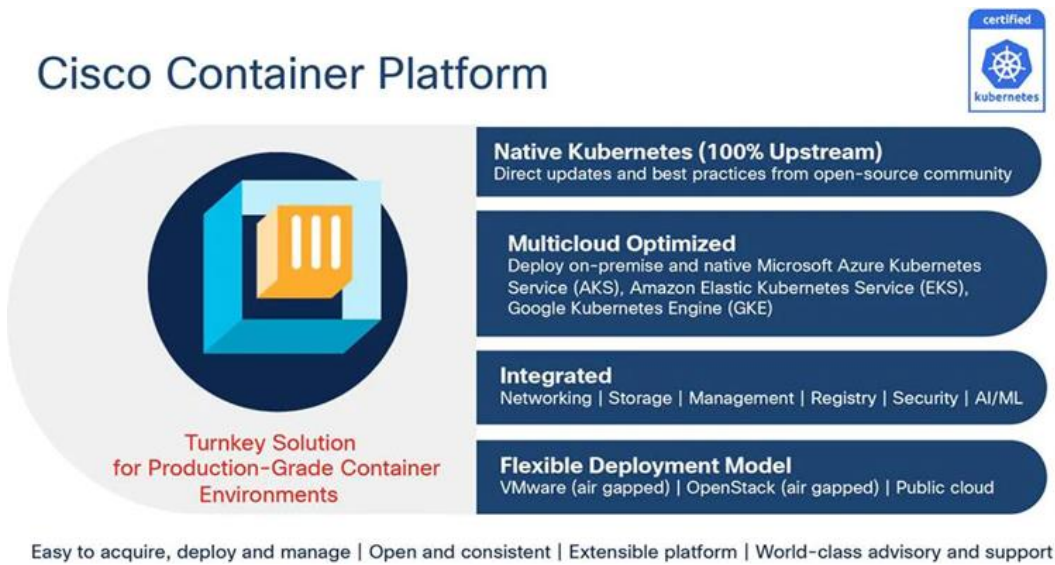 certified
kubernetes
Cisco Container Platform
Native Kubernetes (100% Upstream)
Direct updates and best practices from open-source community
Multicloud Optimized
Deploy on-premise and native Microsoft Azure Kubernetes
Service (AKS), Amazon Elastic Kubernetes Service (EKS),
Google Kubernetes Engine (GKE)
Integrated
Networking | Storage | Management | Registry | Security | AI/ML
Turnkey Solution
for Production-Grade Container
Environments
Flexible Deployment Model
VMware (air gapped) | OpenStack (air gapped) | Public cloud
Easy to acquire, deploy and manage | Open and consistent | Extensible platform | World-class advisory and support